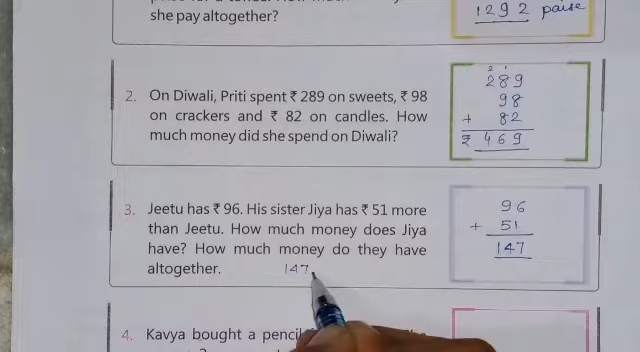 she pay altogether?
1292 paise
2. On Diwali, Priti spent ₹ 289 on sweets, ₹ 98
on crackers and ₹ 82 on candles. How
much money did she spend on Diwali?
2 1
289
98
+ 82
₹ 469
3. Jeetu has ₹ 96. His sister Jiya has ₹ 51 more
than Jeetu. How much money does Jiya
have? How much money do they have
altogether. 147
96
+ 51
147
4. Kavya bought a pencil